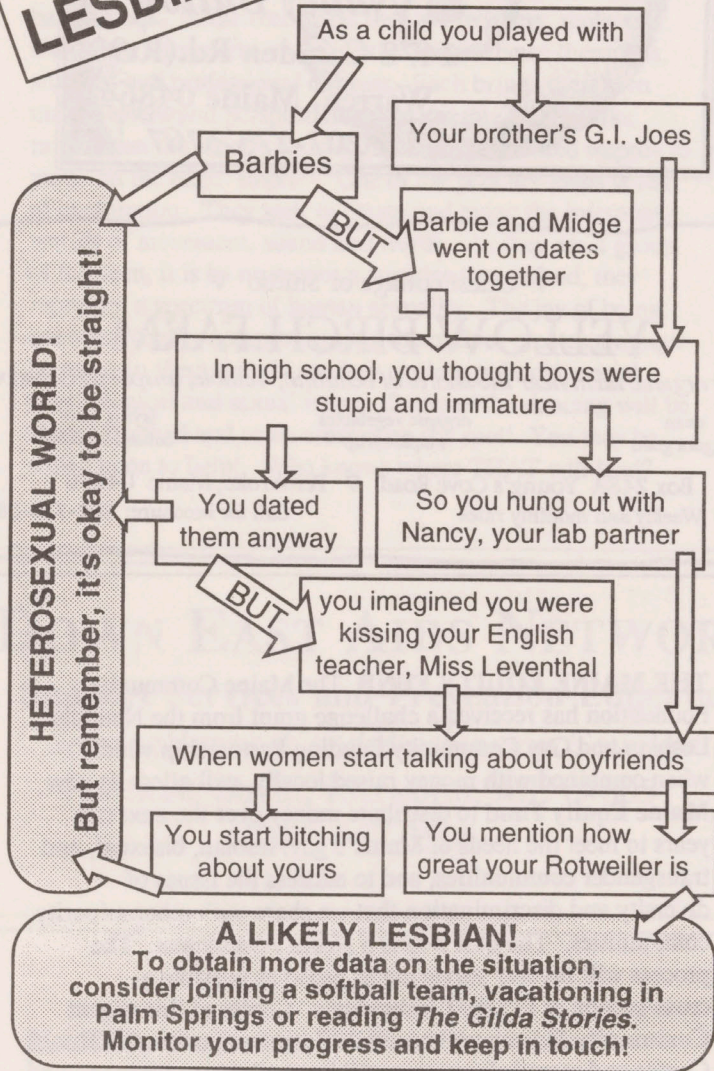 LESBIAN
As a child you played with
Barbies
Your brother's G.I. Joes
BUT
Barbie and Midge
went on dates
together
In high school, you thought boys were
stupid and immature
You dated
them anyway
So you hung out with
Nancy, your lab partner
BUT
you imagined you were
kissing your English
teacher, Miss Leventhal
When women start talking about boyfriends
You start bitching
about yours
You mention how
great your Rotweiller is
HETEROSEXUAL WORLD!
But remember, it's okay to be straight!
A LIKELY LESBIAN!
To obtain more data on the situation,
consider joining a softball team, vacationing in
Palm Springs or reading The Gilda Stories.
Monitor your progress and keep in touch!